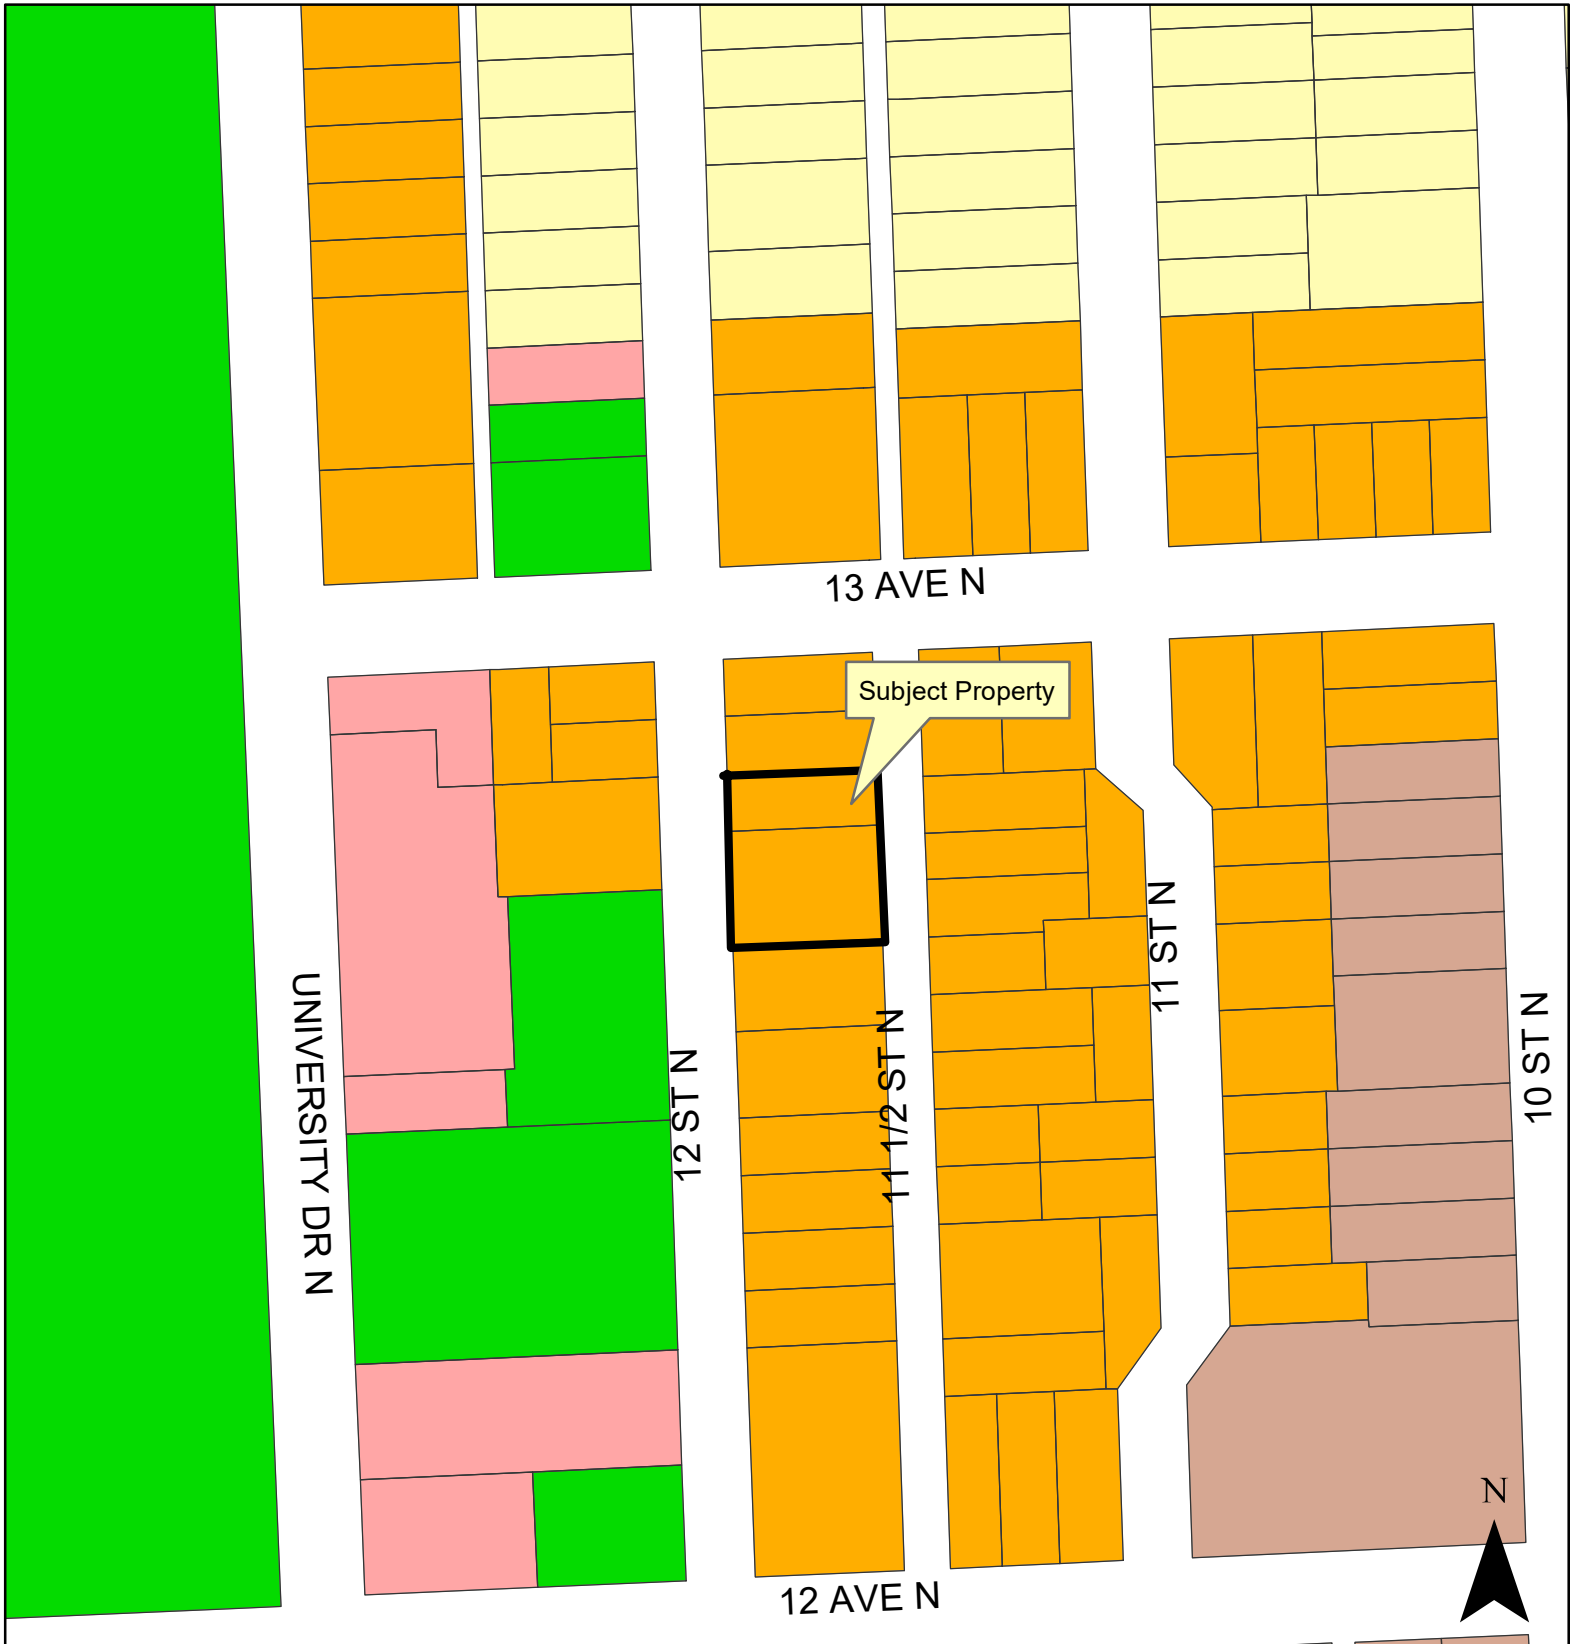 13 AVE N
Subject Property
UNIVERSITY DR N
12 ST N
11 1/2 ST N
11 ST N
10 ST N
N
12 AVE N